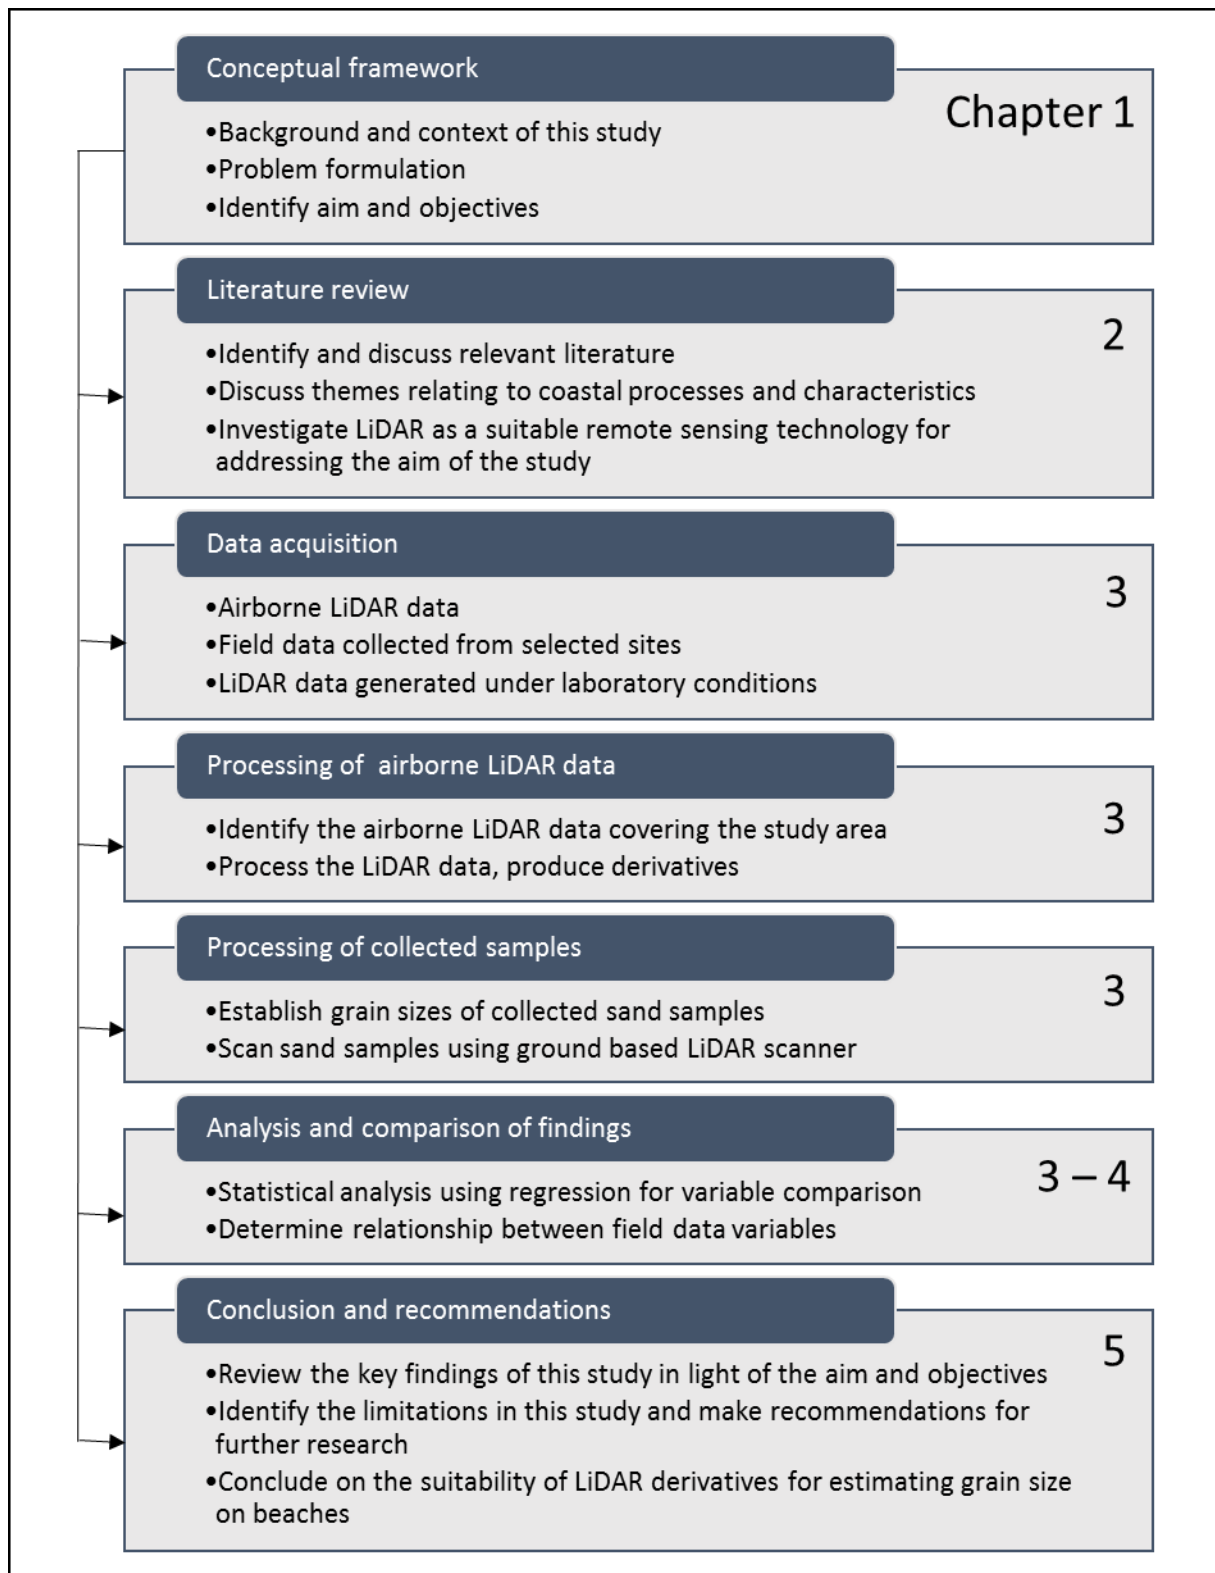 Conceptual framework
Chapter 1
•Background and context of this study
•Problem formulation
•Identify aim and objectives
Literature review
2
•Identify and discuss relevant literature
•Discuss themes relating to coastal processes and characteristics
•Investigate LiDAR as a suitable remote sensing technology for
addressing the aim of the study
Data acquisition
3
•Airborne LiDAR data
•Field data collected from selected sites
•LiDAR data generated under laboratory conditions
Processing of  airborne LiDAR data
3
•Identify the airborne LiDAR data covering the study area
•Process the LiDAR data, produce derivatives
Processing of collected samples
3
•Establish grain sizes of collected sand samples
•Scan sand samples using ground based LiDAR scanner
Analysis and comparison of findings
3 – 4
•Statistical analysis using regression for variable comparison
•Determine relationship between field data variables
Conclusion and recommendations
5
•Review the key findings of this study in light of the aim and objectives
•Identify the limitations in this study and make recommendations for
further research
•Conclude on the suitability of LiDAR derivatives for estimating grain size
on beaches